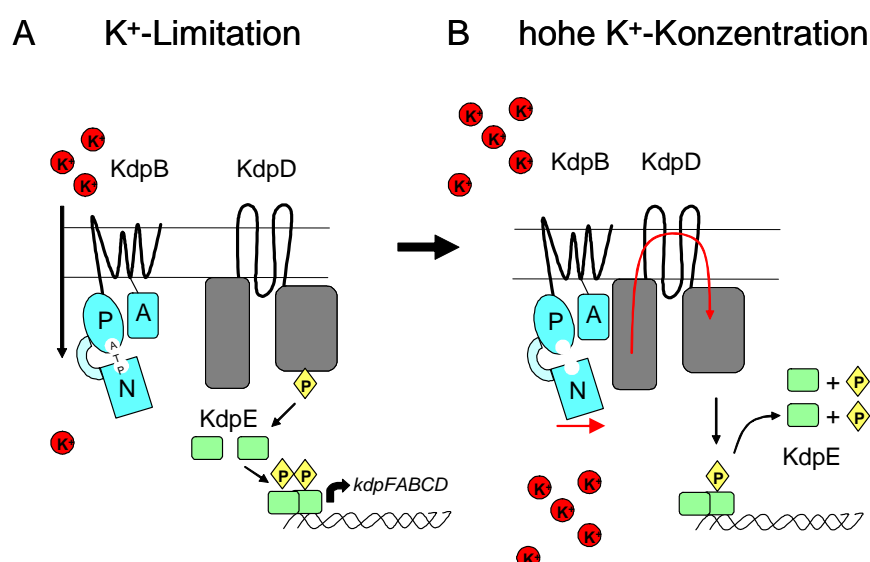 A K⁺-Limitation
B hohe K⁺-Konzentration
K⁺
K⁺
K⁺
KdpB KdpD
P
A
A
T
P
N
P
K⁺
KdpE
P P
kdpFABCD
K⁺
K⁺
K⁺
K⁺
K⁺
KdpB KdpD
P
A
N
+ P
+ P
KdpE
P
K⁺
K⁺
K⁺
K⁺
K⁺